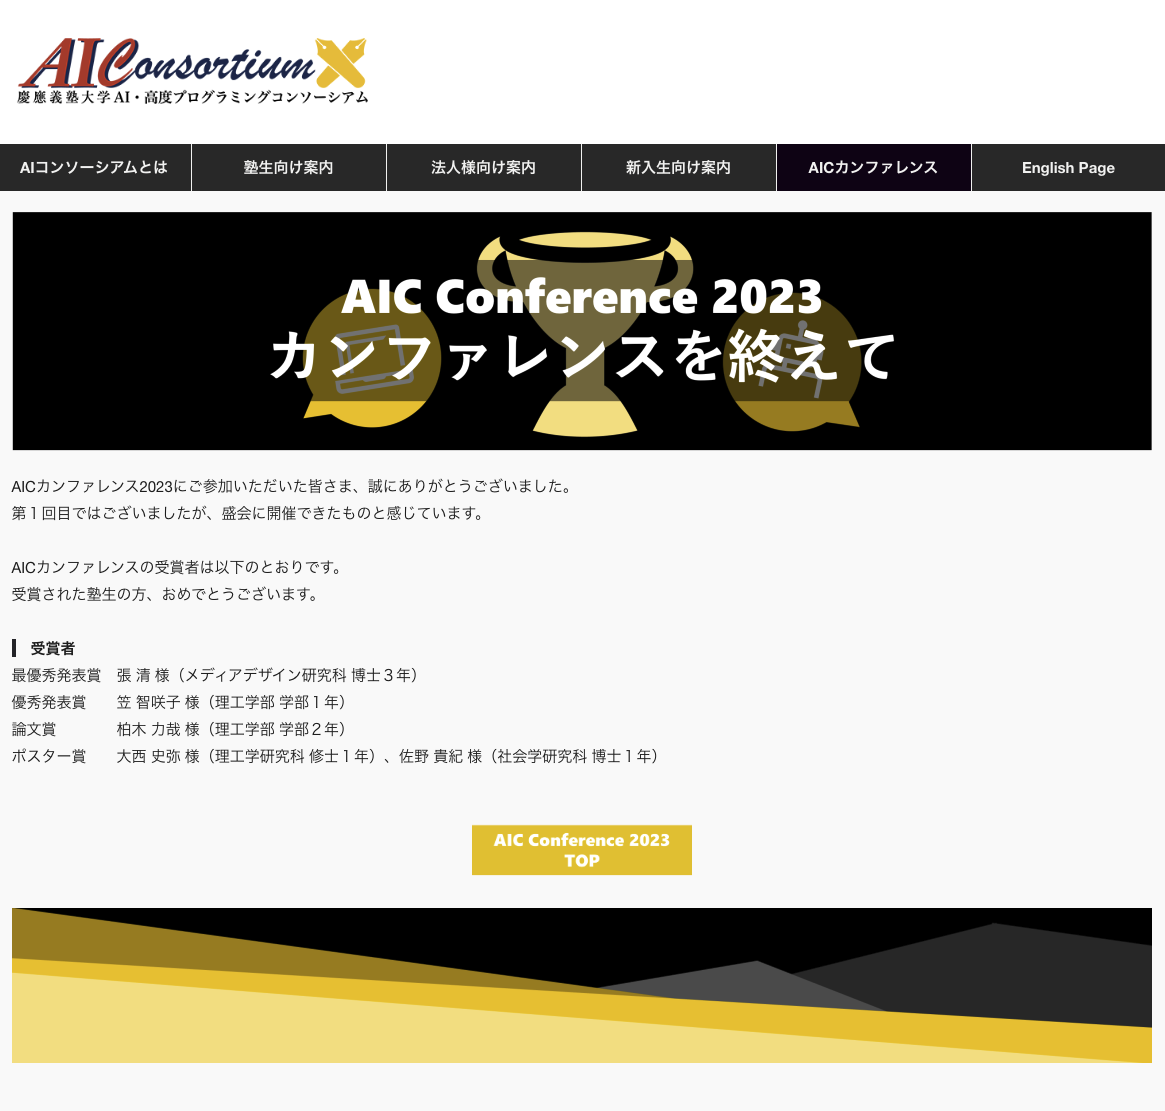 AIConsortium
慶應義塾大学 AI・高度プログラミングコンソーシアム
AIコンソーシアムとは
塾生向け案内
法人様向け案内
新入生向け案内
AICカンファレンス
English Page
AIC Conference 2023
カンファレンスを終えて
AICカンファレンス2023にご参加いただいた皆さま、誠にありがとうございました。
第１回目ではございましたが、盛会に開催できたものと感じています。
AICカンファレンスの受賞者は以下のとおりです。
受賞された塾生の方、おめでとうございます。
受賞者
最優秀発表賞　張 清 様（メディアデザイン研究科 博士３年）
優秀発表賞　　笠 智咲子 様（理工学部 学部１年）
論文賞　　　　柏木 力哉 様（理工学部 学部２年）
ポスター賞　　大西 史弥 様（理工学研究科 修士１年）、佐野 貴紀 様（社会学研究科 博士１年）
AIC Conference 2023
TOP